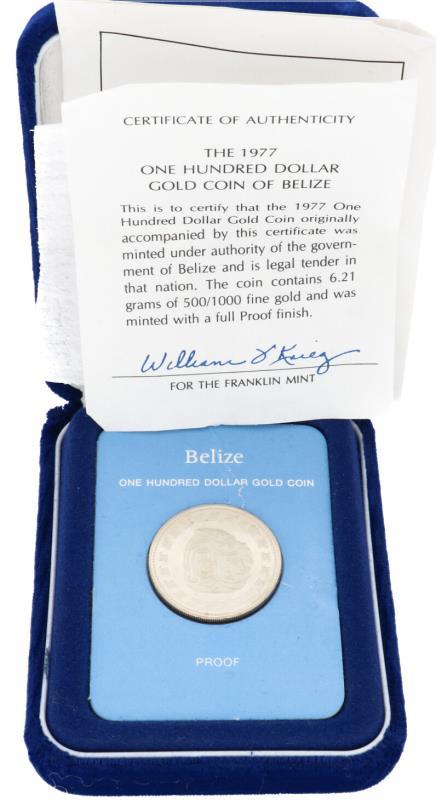 CERTIFICATE OF AUTHENTICITY
THE 1977
ONE HUNDRED DOLLAR
GOLD COIN OF BELIZE
This is to certify that the 1977 One
Hundred Dollar Gold Coin originally
accompanied by this certificate was
minted under authority of the govern-
ment of Belize and is legal tender in
that nation. The coin contains 6.21
grams of 500/1000 fine gold and was
minted with a full Proof finish.
FOR THE FRANKLIN MINT
Belize
ONE HUNDRED DOLLAR GOLD COIN
PROOF